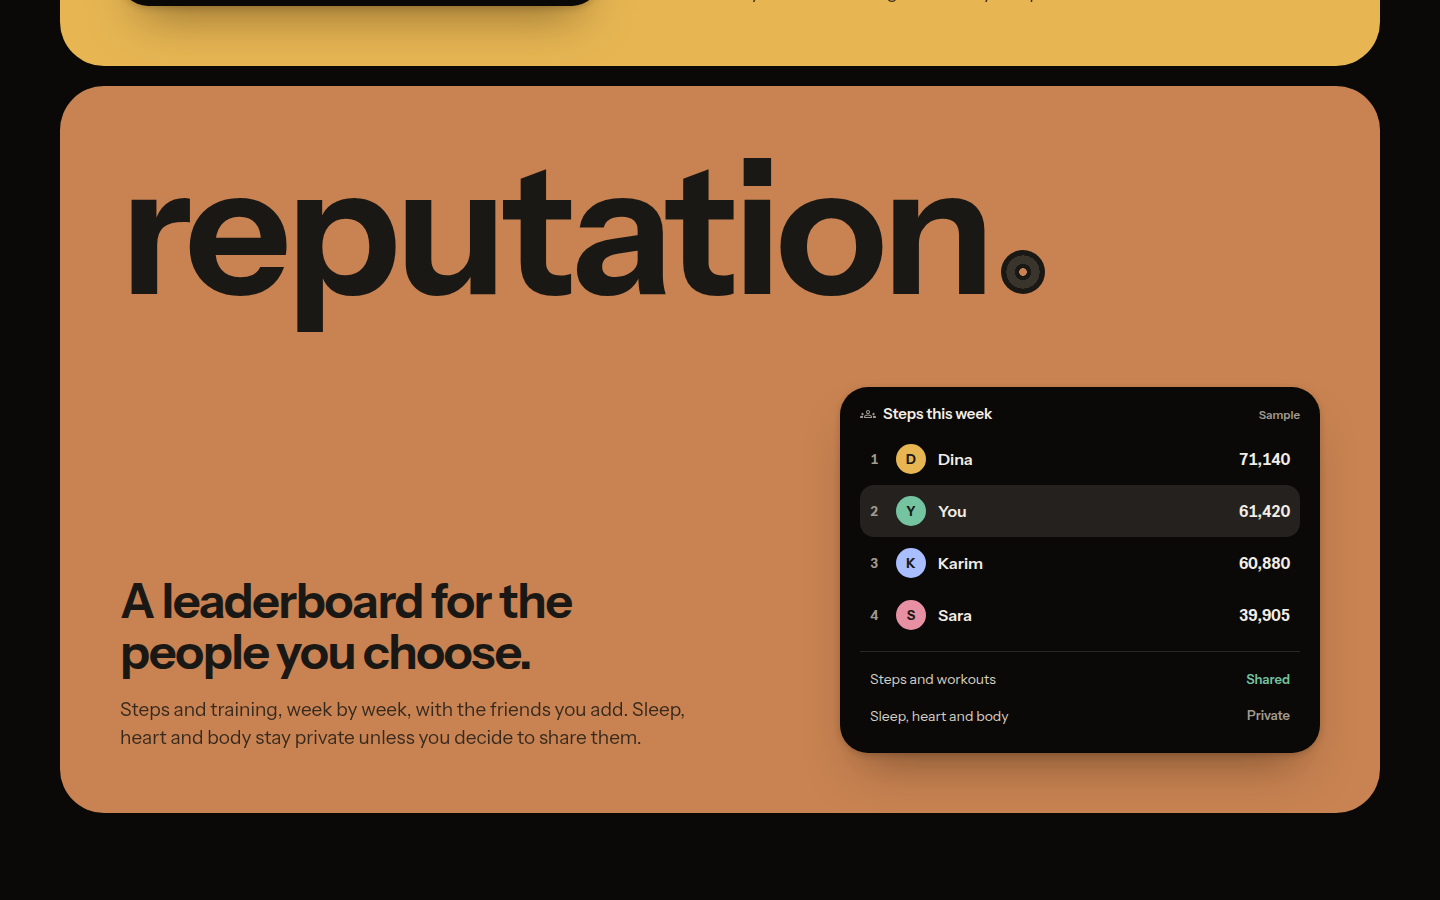 reputation.
Steps this week
Sample
1 D Dina 71,140
2 Y You 61,420
3 K Karim 60,880
4 S Sara 39,905
Steps and workouts Shared
Sleep, heart and body Private
A leaderboard for the
people you choose.
Steps and training, week by week, with the friends you add. Sleep,
heart and body stay private unless you decide to share them.